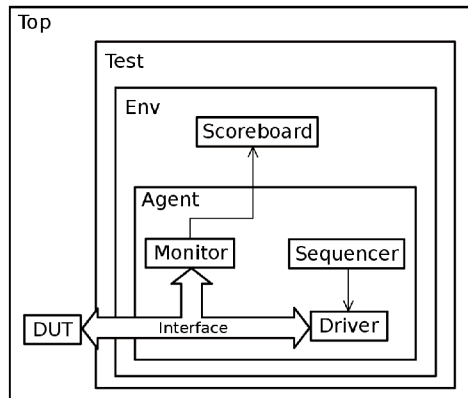 Top
Test
Env
Scoreboard
Agent
Monitor
Sequencer
DUT
Interface
Driver